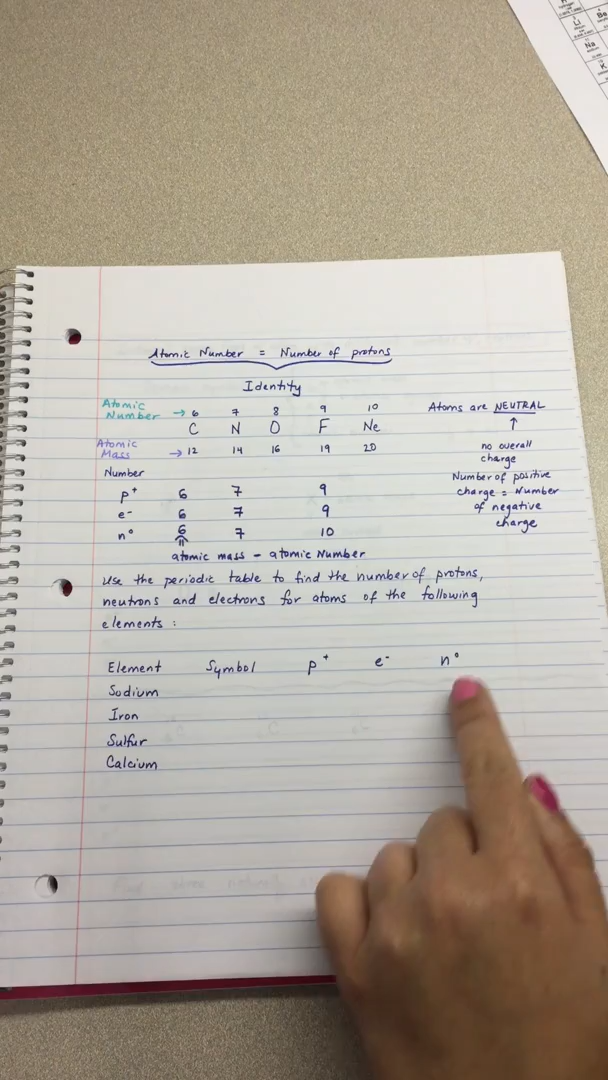 Atomic Number = Number of protons
Identity
Atomic Number → 6 7 8 9 10
C N O F Ne
Atomic Mass → 12 14 16 19 20
Atoms are NEUTRAL
↑
no overall
charge
Number of positive
charge = Number
of negative
charge
Number
p+ 6 7 9
e- 6 7 9
n° 6 7 10
atomic mass - atomic Number
Use the periodic table to find the number of protons,
neutrons and electrons for atoms of the following
elements :
Element Symbol p+ e- n°
Sodium
Iron
Sulfur
Calcium
Li
Be
Na
K